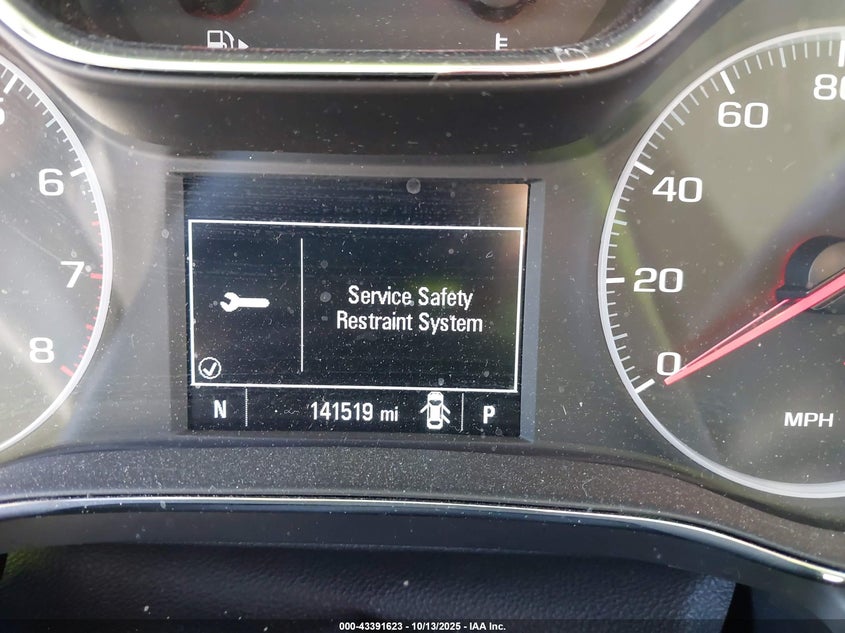 5
6
7
8
Service Safety
Restraint System
N 141519 mi P
80
60
40
20
0
MPH
000-43391623 - 10/13/2025 - IAA Inc.